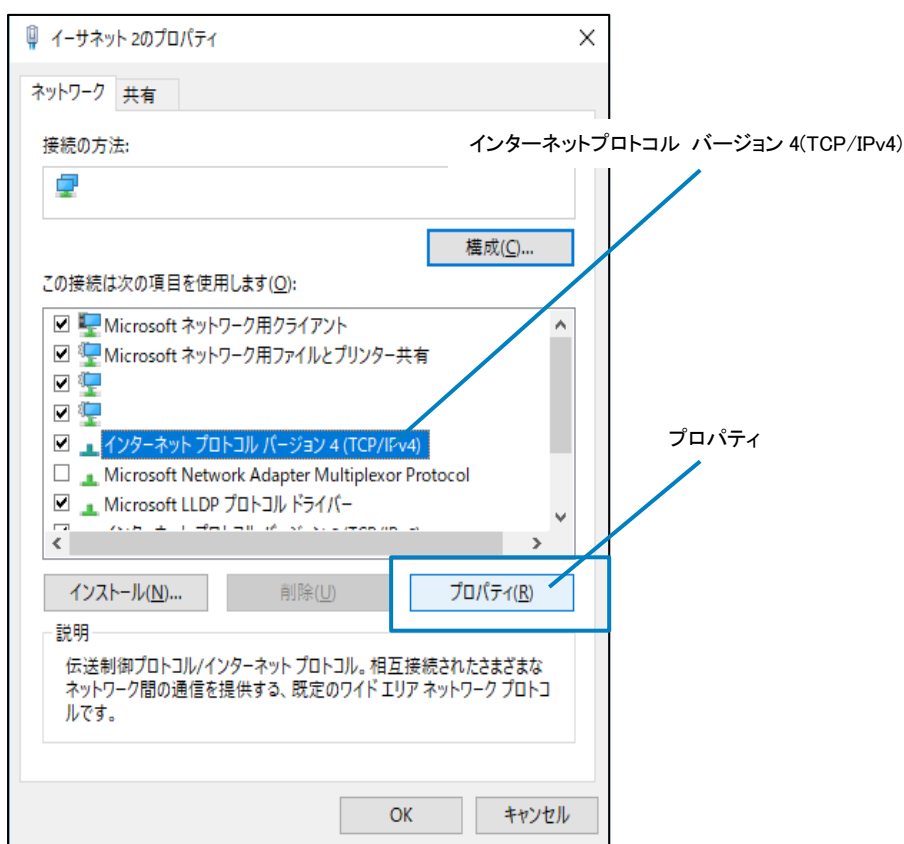 イーサネット 2のプロパティ
ネットワーク 共有
接続の方法:
インターネットプロトコル バージョン 4(TCP/IPv4)
構成(C)...
この接続は次の項目を使用します(O):
Microsoft ネットワーク用クライアント
Microsoft ネットワーク用ファイルとプリンター共有
インターネット プロトコル バージョン 4 (TCP/IPv4)
プロパティ
Microsoft Network Adapter Multiplexor Protocol
Microsoft LLDP プロトコル ドライバー
インストール(N)... 削除(U) プロパティ(R)
説明
伝送制御プロトコル/インターネット プロトコル。相互接続されたさまざまな
ネットワーク間の通信を提供する、既定のワイド エリア ネットワーク プロトコ
ルです。
OK キャンセル